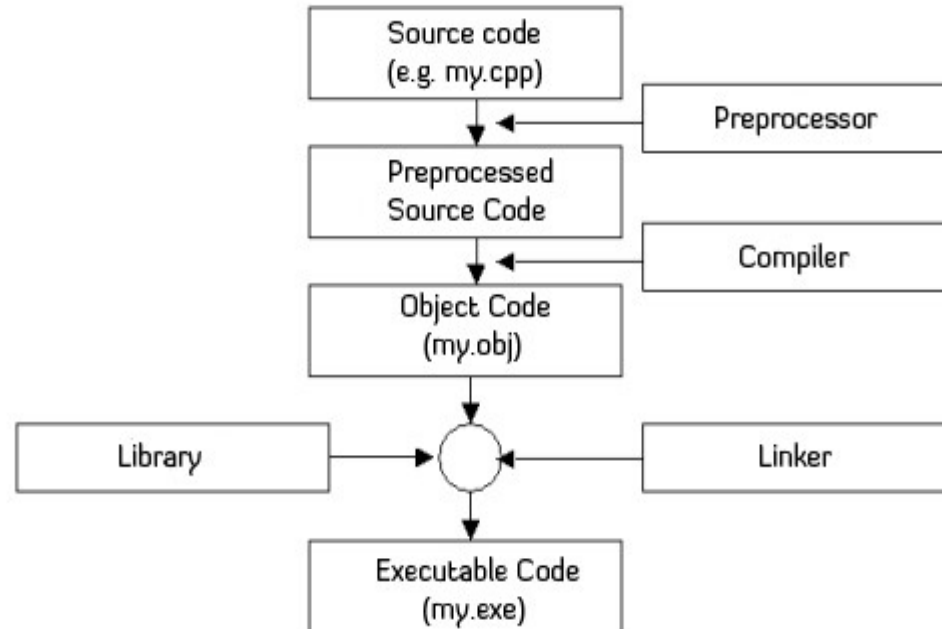 Source code
(e.g. my.cpp)
Preprocessor
Preprocessed
Source Code
Compiler
Object Code
(my.obj)
Library
Linker
Executable Code
(my.exe)